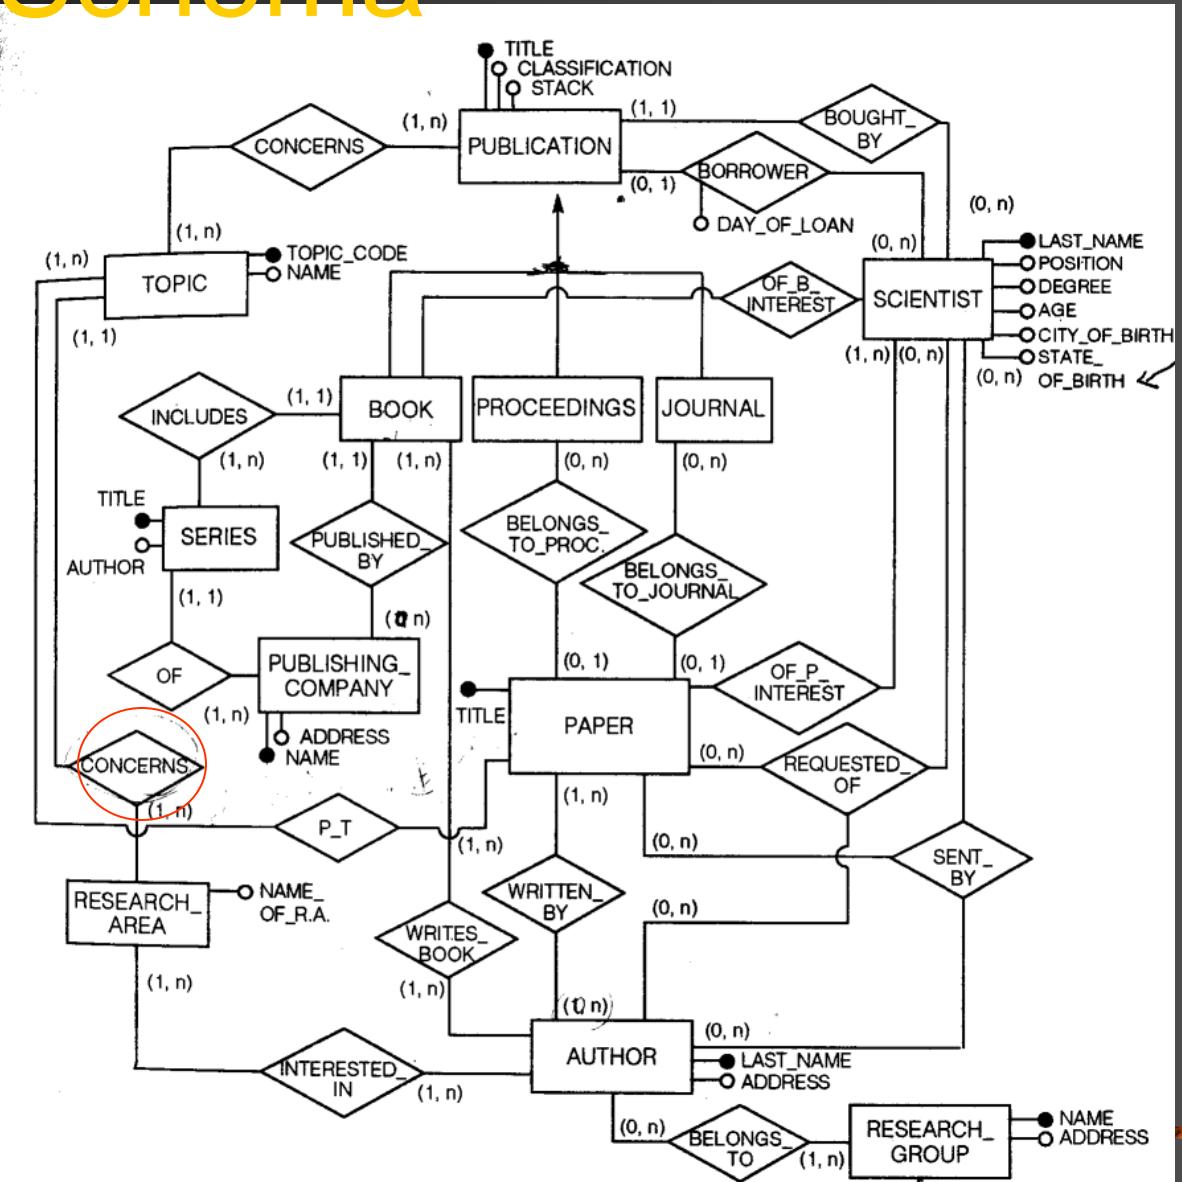 Schema
TITLE
CLASSIFICATION
STACK
PUBLICATION
(1, n)
CONCERNS
(1, 1)
BOUGHT_
BY
(0, 1)
BORROWER
DAY_OF_LOAN
(0, n)
(0, n)
(1, n)
(1, n)
TOPIC
TOPIC_CODE
NAME
(1, 1)
OF_B_
INTEREST
SCIENTIST
LAST_NAME
POSITION
DEGREE
AGE
CITY_OF_BIRTH
STATE_
OF_BIRTH
(1, n)
(0, n)
(0, n)
INCLUDES
(1, 1)
BOOK
PROCEEDINGS
JOURNAL
(1, n)
(1, 1)
(1, n)
(0, n)
(0, n)
TITLE
SERIES
AUTHOR
PUBLISHED_
BY
BELONGS_
TO_PROC.
BELONGS_
TO_JOURNAL
(1, 1)
OF
PUBLISHING_
COMPANY
(1, n)
ADDRESS
NAME
(0, 1)
(0, 1)
OF_P_
INTEREST
TITLE
PAPER
CONCERNS
(1, n)
P_T
(1, n)
(1, n)
(0, n)
REQUESTED_
OF
(0, n)
SENT_
BY
RESEARCH_
AREA
NAME_
OF_R.A.
WRITES_
BOOK
WRITTEN_
BY
(0, n)
(1, n)
(1, n)
INTERESTED_
IN
(1, n)
AUTHOR
(0, n)
LAST_NAME
ADDRESS
(0, n)
BELONGS_
TO
(1, n)
RESEARCH_
GROUP
NAME
ADDRESS